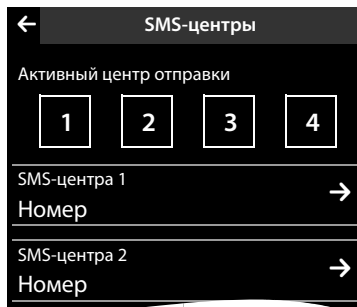 SMS-центры
Активный центр отправки
1 2 3 4
SMS-центра 1
Номер
SMS-центра 2
Номер